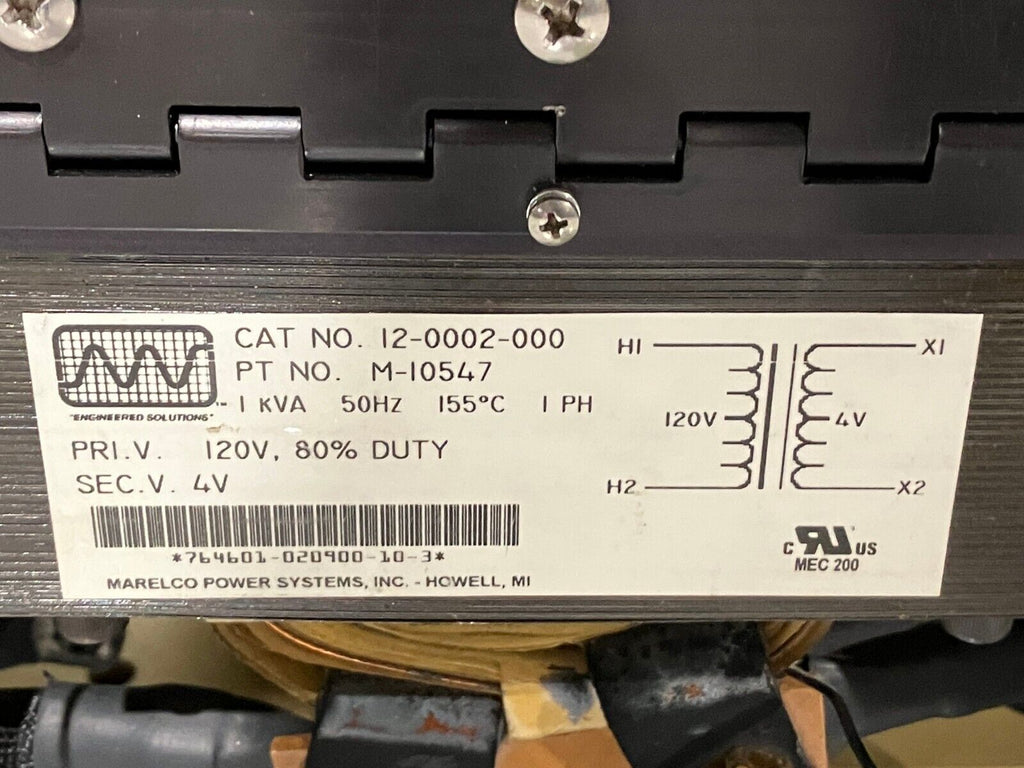 "ENGINEERED SOLUTIONS"
CAT NO. 12-0002-000
PT NO. M-10547
1 KVA 50HZ 155°C 1 PH
PRI.V. 120V, 80% DUTY
SEC.V. 4V
*764601-020900-10-3*
MARELCO POWER SYSTEMS, INC. - HOWELL, MI
H1 X1
120V 4V
H2 X2
C RU US
MEC 200